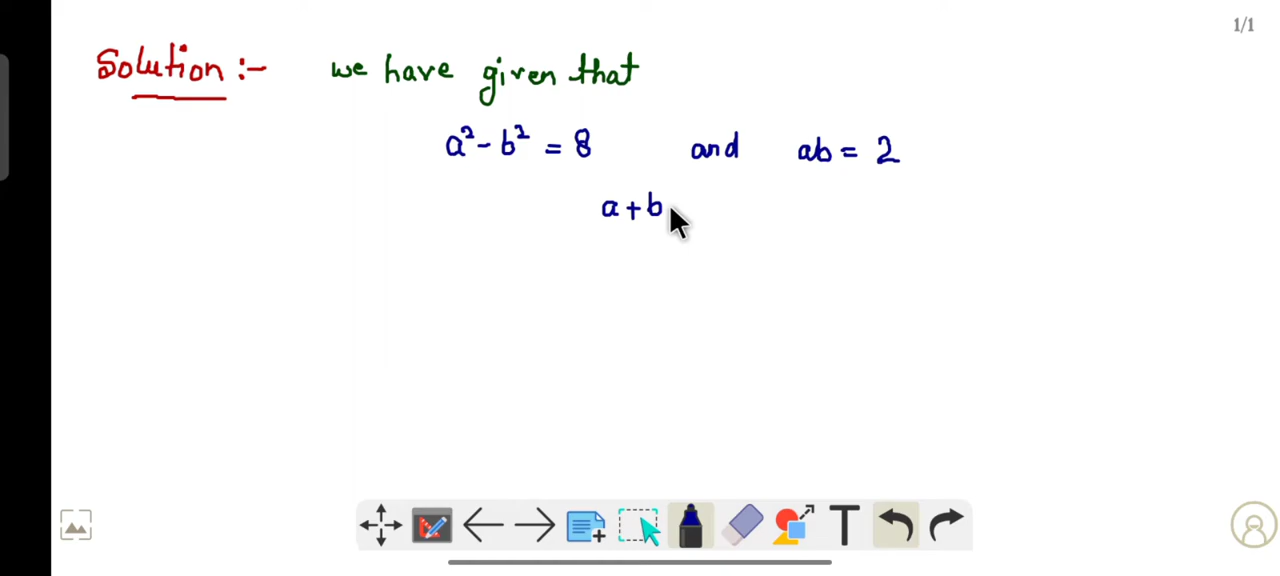 1/1
Solution :- we have given that
a² - b² = 8 and ab = 2
a + b
T